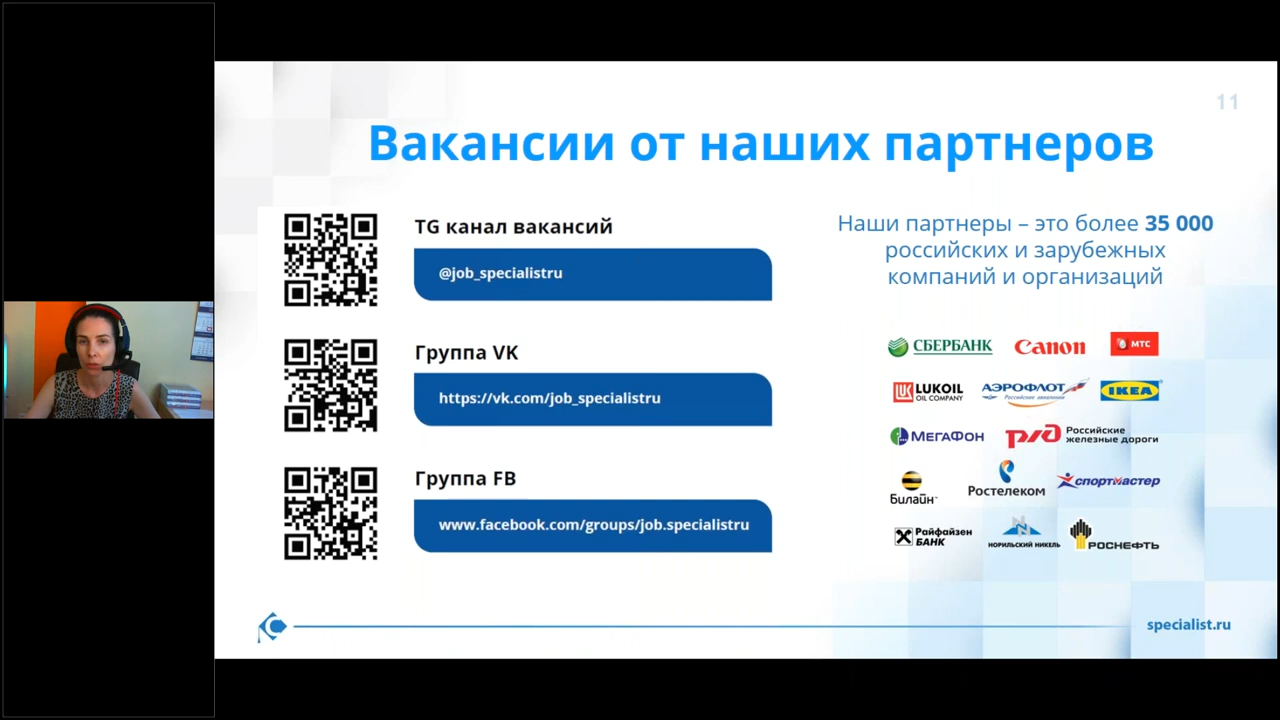 11
Вакансии от наших партнеров
TG канал вакансий
@job_specialistru
Группа VK
https://vk.com/job_specialistru
Группа FB
www.facebook.com/groups/job.specialistru
Наши партнеры – это более 35 000
российских и зарубежных
компаний и организаций
СБЕРБАНК
Canon
МТС
LUKOIL
OIL COMPANY
АЭРОФЛОТ
Российские авиалинии
IKEA
МЕГАФОН
РЖД
Российские
железные дороги
Билайн
Ростелеком
СПОРТМАСТЕР
Райфайзен
БАНК
НОРИЛЬСКИЙ НИКЕЛЬ
РОСНЕФТЬ
specialist.ru